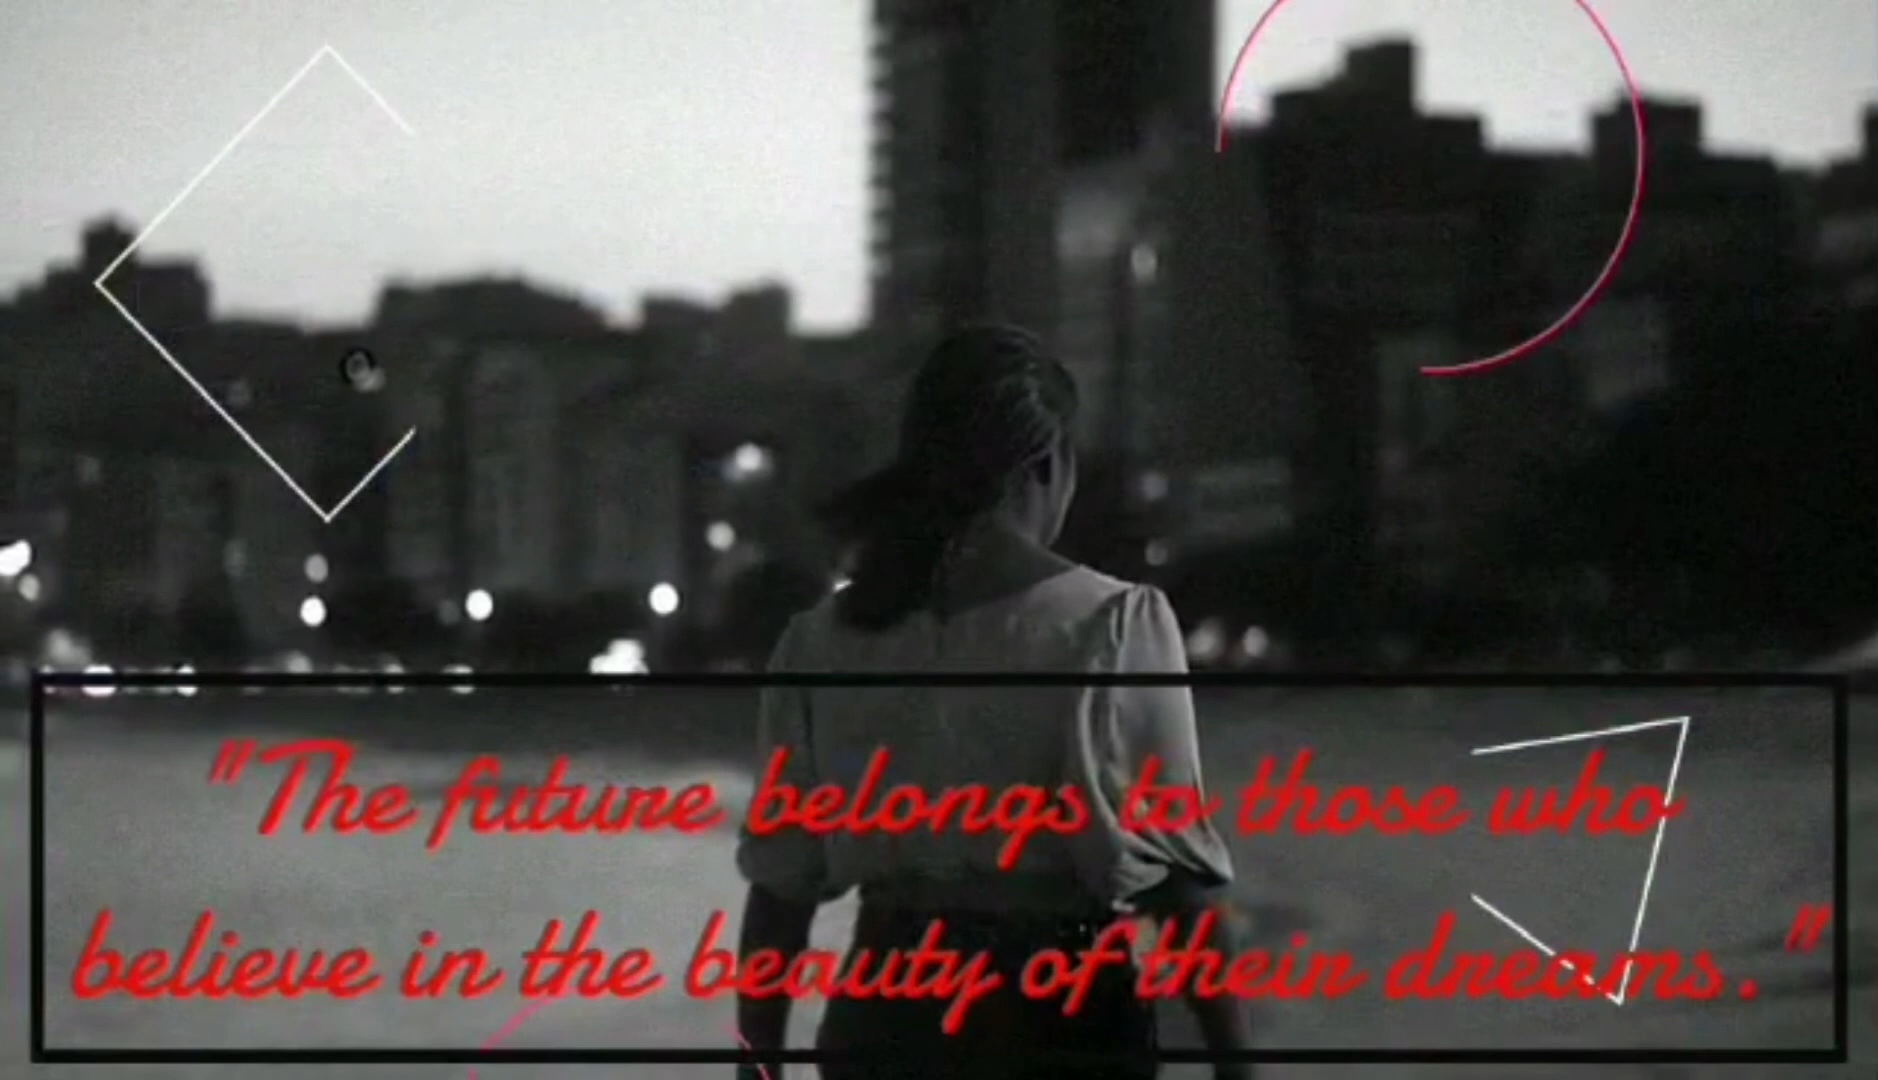 "The future belongs to those who
believe in the beauty of their dreams."